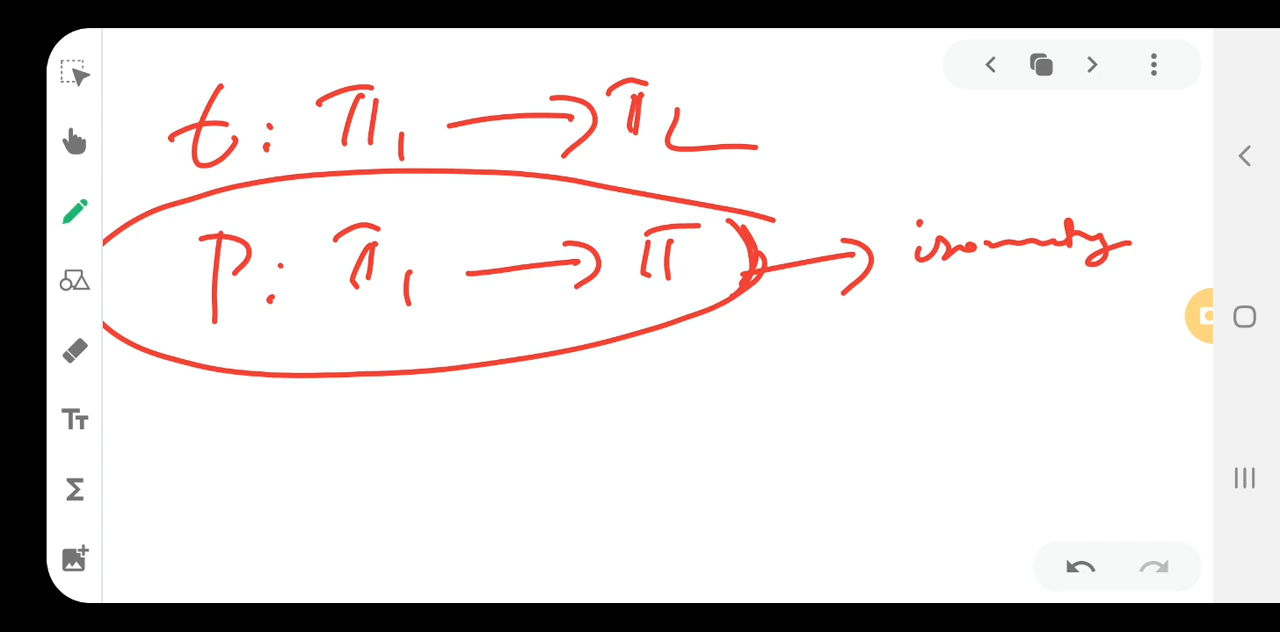 t: π₁ → π₂
P: π₁ → π → isometry